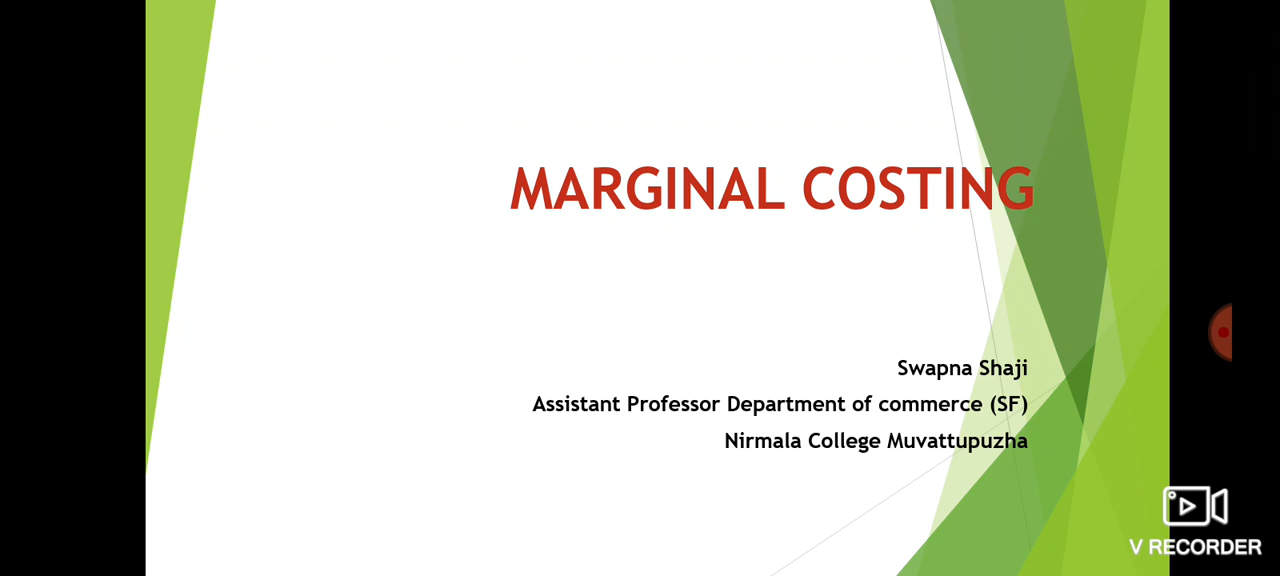 MARGINAL COSTING
Swapna Shaji
Assistant Professor Department of commerce (SF)
Nirmala College Muvattupuzha
V RECORDER